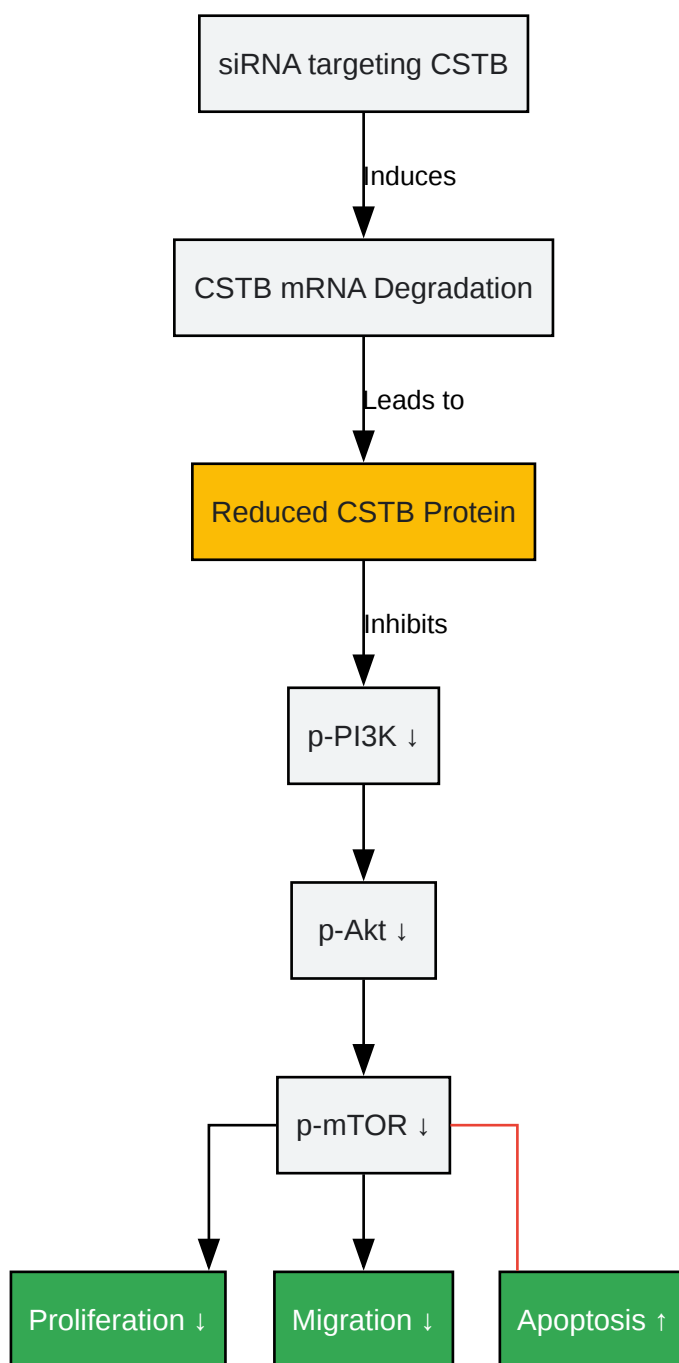 siRNA targeting CSTB
Induces
CSTB mRNA Degradation
Leads to
Reduced CSTB Protein
Inhibits
p-PI3K ↓
p-Akt ↓
p-mTOR ↓
Proliferation ↓
Migration ↓
Apoptosis ↑